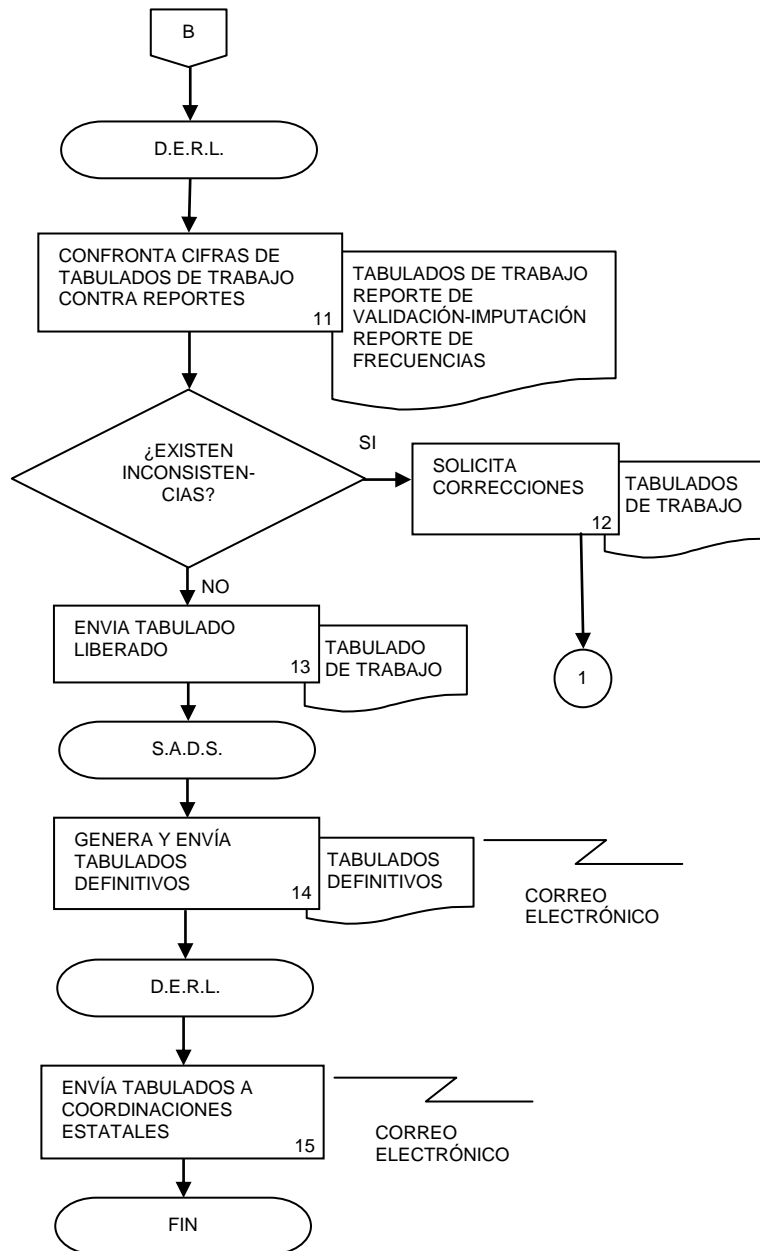 B
D.E.R.L.
CONFRONTA CIFRAS DE
TABULADOS DE TRABAJO
CONTRA REPORTES
11
TABULADOS DE TRABAJO
REPORTE DE
VALIDACIÓN-IMPUTACIÓN
REPORTE DE
FRECUENCIAS
¿EXISTEN
INCONSISTEN-
CIAS?
SI
SOLICITA
CORRECCIONES
12
TABULADOS
DE TRABAJO
1
NO
ENVIA TABULADO
LIBERADO
13
TABULADO
DE TRABAJO
S.A.D.S.
GENERA Y ENVÍA
TABULADOS
DEFINITIVOS
14
TABULADOS
DEFINITIVOS
CORREO
ELECTRÓNICO
D.E.R.L.
ENVÍA TABULADOS A
COORDINACIONES
ESTATALES
15
CORREO
ELECTRÓNICO
FIN